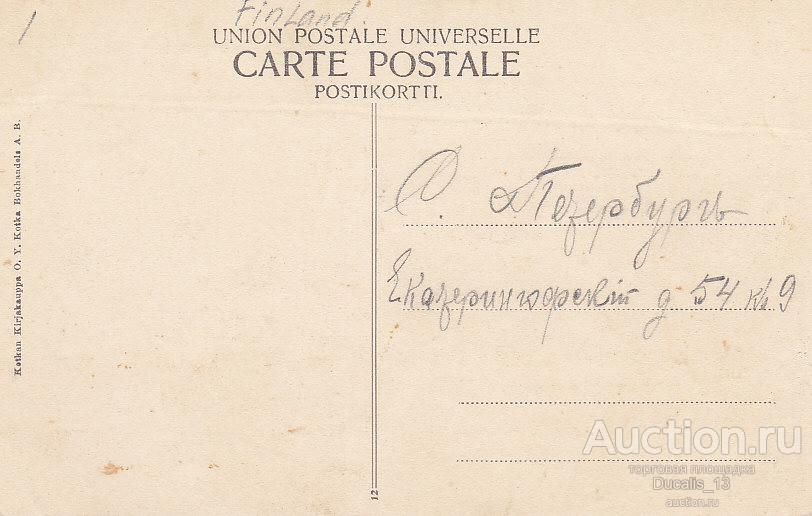 /
Finland.
UNION POSTALE UNIVERSELLE
CARTE POSTALE
POSTIKORTTI.
Kotkan Kirjakauppa O. Y. Kotka Bokhandels A. B.
С. Петербургъ
Екатерингофскій д 54 кв 9
12
Auction.ru
торговая площадка
Ducalis_13
auction.ru